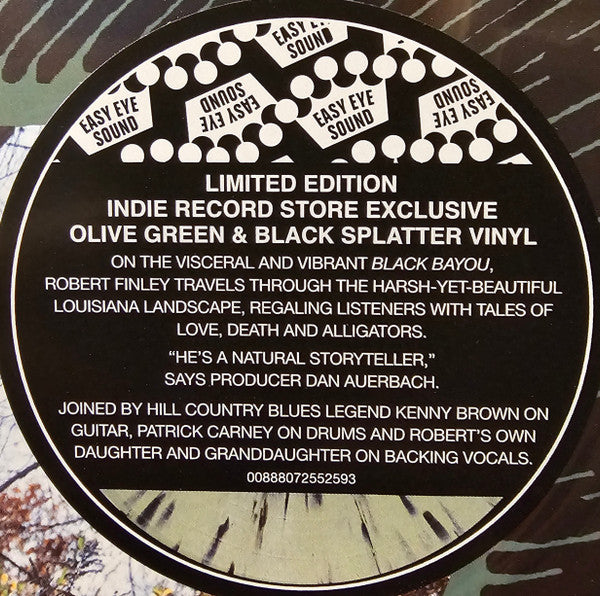 EASY EYE
SOUND
EASY EYE
SOUND
EASY EYE
SOUND
EASY EYE
SOUND
EASY EYE
SOUND
LIMITED EDITION
INDIE RECORD STORE EXCLUSIVE
OLIVE GREEN & BLACK SPLATTER VINYL
ON THE VISCERAL AND VIBRANT BLACK BAYOU,
ROBERT FINLEY TRAVELS THROUGH THE HARSH-YET-BEAUTIFUL
LOUISIANA LANDSCAPE, REGALING LISTENERS WITH TALES OF
LOVE, DEATH AND ALLIGATORS.
“HE’S A NATURAL STORYTELLER,”
SAYS PRODUCER DAN AUERBACH.
JOINED BY HILL COUNTRY BLUES LEGEND KENNY BROWN ON
GUITAR, PATRICK CARNEY ON DRUMS AND ROBERT’S OWN
DAUGHTER AND GRANDDAUGHTER ON BACKING VOCALS.
00888072552593